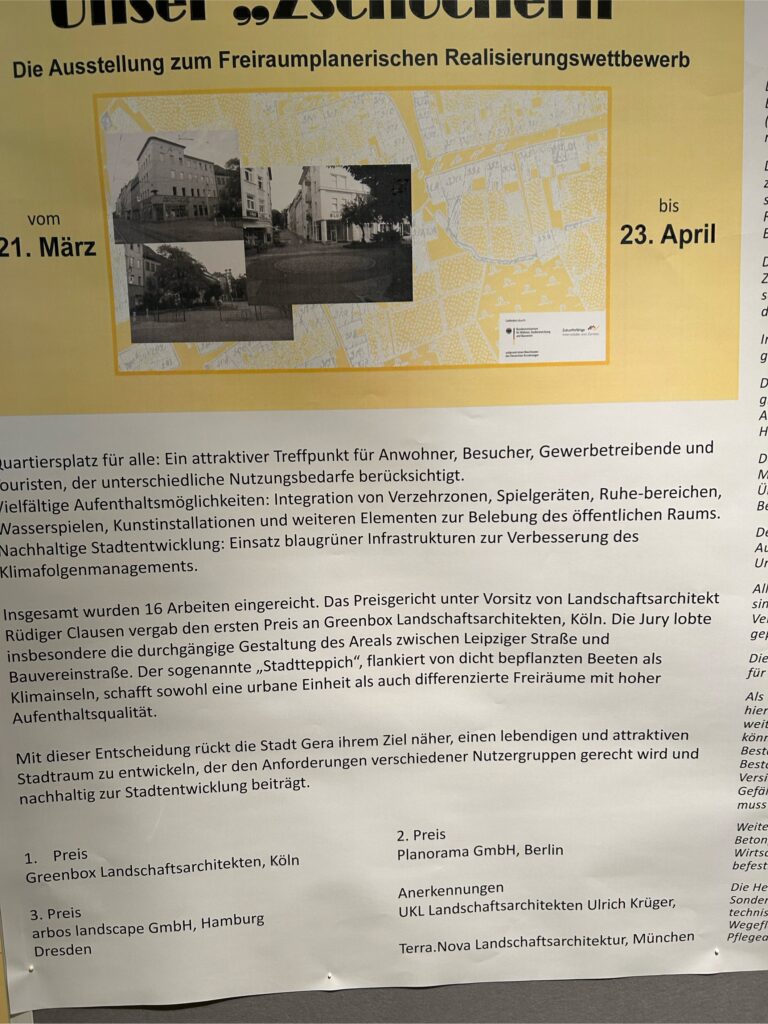 Unser „Zschochern“
Die Ausstellung zum Freiraumplanerischen Realisierungswettbewerb
vom
21. März
bis
23. April
Quartiersplatz für alle: Ein attraktiver Treffpunkt für Anwohner, Besucher, Gewerbetreibende und
Touristen, der unterschiedliche Nutzungsbedarfe berücksichtigt.
Vielfältige Aufenthaltsmöglichkeiten: Integration von Verzehrzonen, Spielgeräten, Ruhe-bereichen,
Wasserspielen, Kunstinstallationen und weiteren Elementen zur Belebung des öffentlichen Raums.
Nachhaltige Stadtentwicklung: Einsatz blaugrüner Infrastrukturen zur Verbesserung des
Klimafolgenmanagements.
Insgesamt wurden 16 Arbeiten eingereicht. Das Preisgericht unter Vorsitz von Landschaftsarchitekt
Rüdiger Clausen vergab den ersten Preis an Greenbox Landschaftsarchitekten, Köln. Die Jury lobte
insbesondere die durchgängige Gestaltung des Areals zwischen Leipziger Straße und
Bauvereinstraße. Der sogenannte „Stadtteppich“, flankiert von dicht bepflanzten Beeten als
Klimainseln, schafft sowohl eine urbane Einheit als auch differenzierte Freiräume mit hoher
Aufenthaltsqualität.
Mit dieser Entscheidung rückt die Stadt Gera ihrem Ziel näher, einen lebendigen und attraktiven
Stadtraum zu entwickeln, der den Anforderungen verschiedener Nutzergruppen gerecht wird und
nachhaltig zur Stadtentwicklung beiträgt.
1. Preis
Greenbox Landschaftsarchitekten, Köln
3. Preis
arbos landscape GmbH, Hamburg
Dresden
2. Preis
Planorama GmbH, Berlin
Anerkennungen
UKL Landschaftsarchitekten Ulrich Krüger,
Terra.Nova Landschaftsarchitektur, München